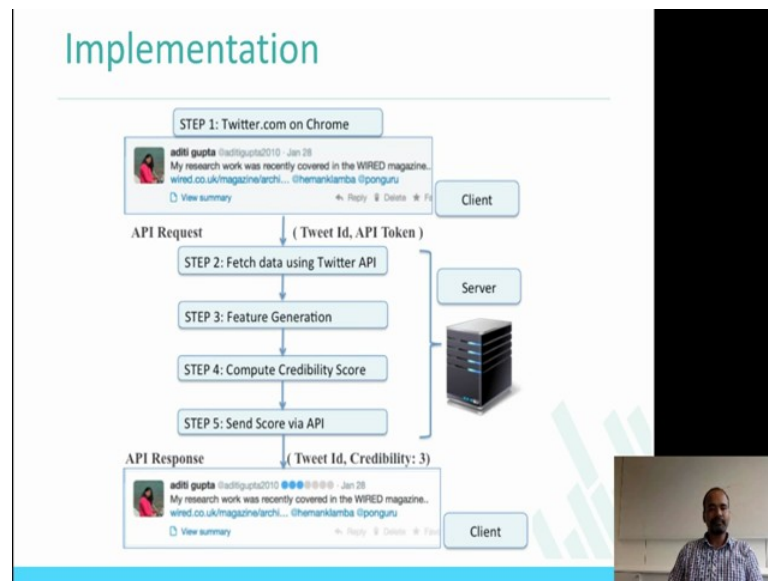 Implementation
STEP 1: Twitter.com on Chrome
aditi gupta @aditigupta2010 · Jan 28
My research work was recently covered in the WIRED magazine..
wired.co.uk/magazine/archi... @hemanklamba @ponguru
View summary
Reply Delete
Client
API Request
( Tweet Id, API Token )
STEP 2: Fetch data using Twitter API
Server
STEP 3: Feature Generation
STEP 4: Compute Credibility Score
STEP 5: Send Score via API
API Response
( Tweet Id, Credibility: 3)
aditi gupta @aditigupta2010 · Jan 28
My research work was recently covered in the WIRED magazine..
wired.co.uk/magazine/archi... @hemanklamba @ponguru
View summary
Reply Delete
Client